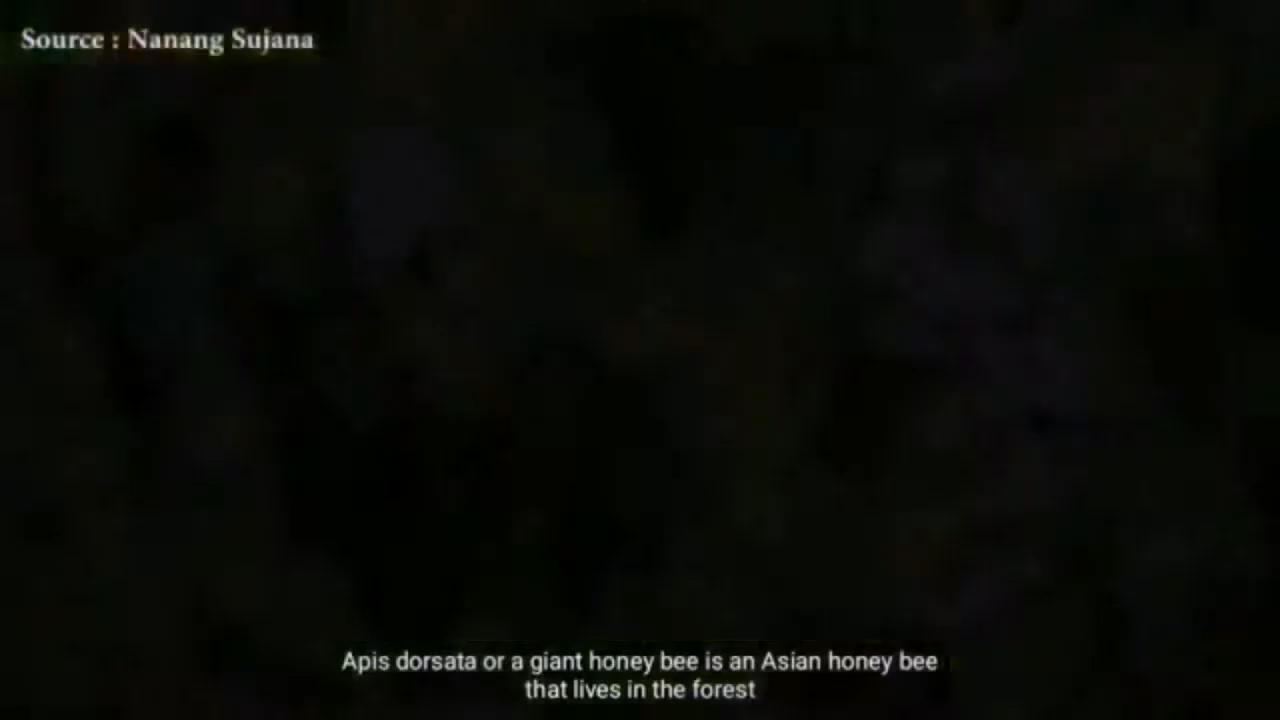 Source : Nanang Sujana
Apis dorsata or a giant honey bee is an Asian honey bee
that lives in the forest